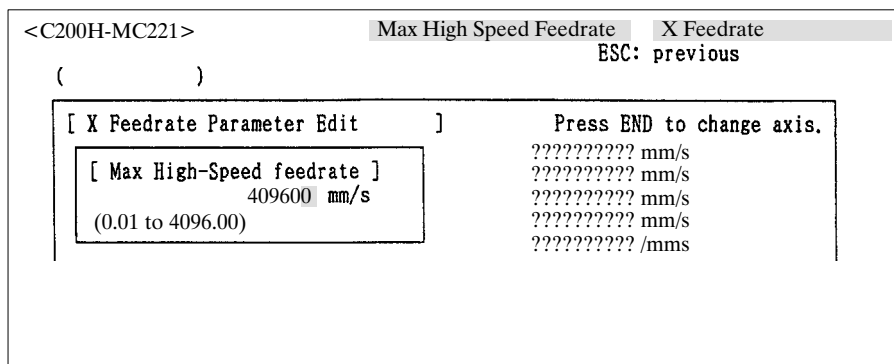 <C200H-MC221> Max High Speed Feedrate X Feedrate
ESC: previous
( )
[ X Feedrate Parameter Edit ] Press END to change axis.
?????????? mm/s
[ Max High-Speed feedrate ] ?????????? mm/s
409600 mm/s ?????????? mm/s
(0.01 to 4096.00) ?????????? mm/s
?????????? /mms